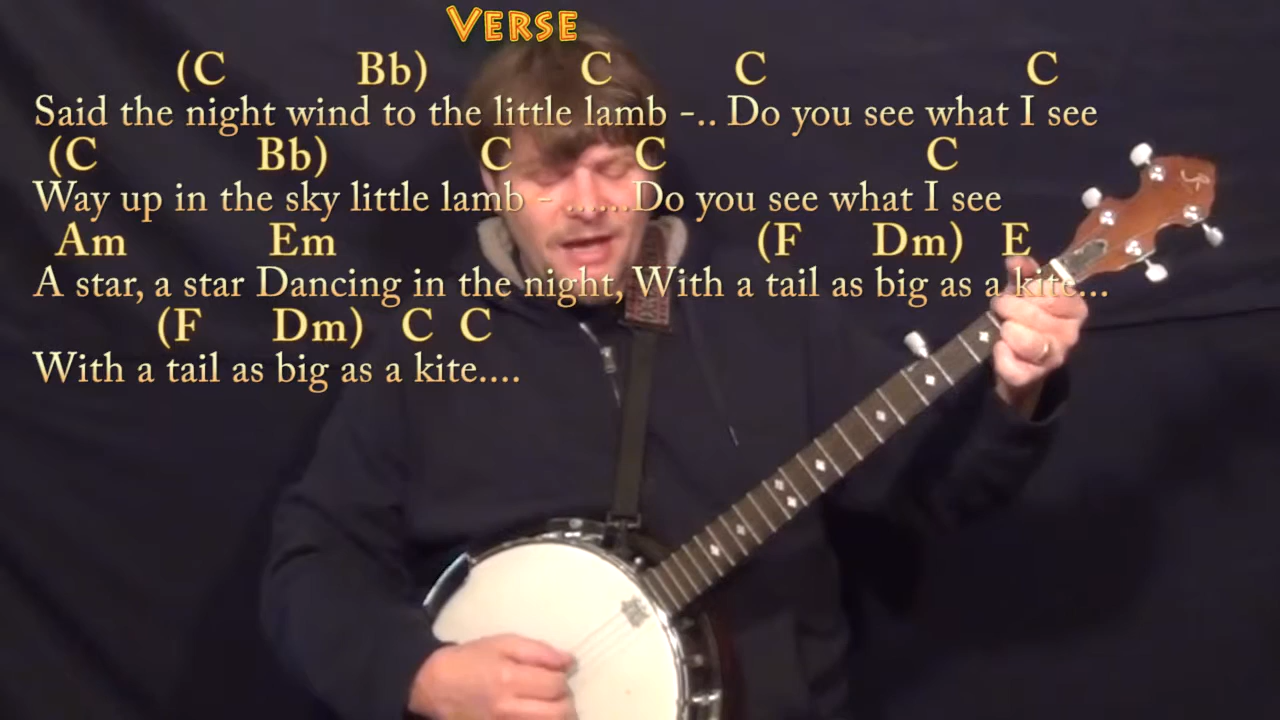 VERSE
(C Bb) C C C
Said the night wind to the little lamb -.. Do you see what I see
(C Bb) C C C
Way up in the sky little lamb - ......Do you see what I see
Am Em (F Dm) E
A star, a star Dancing in the night, With a tail as big as a kite...
(F Dm) C C
With a tail as big as a kite....